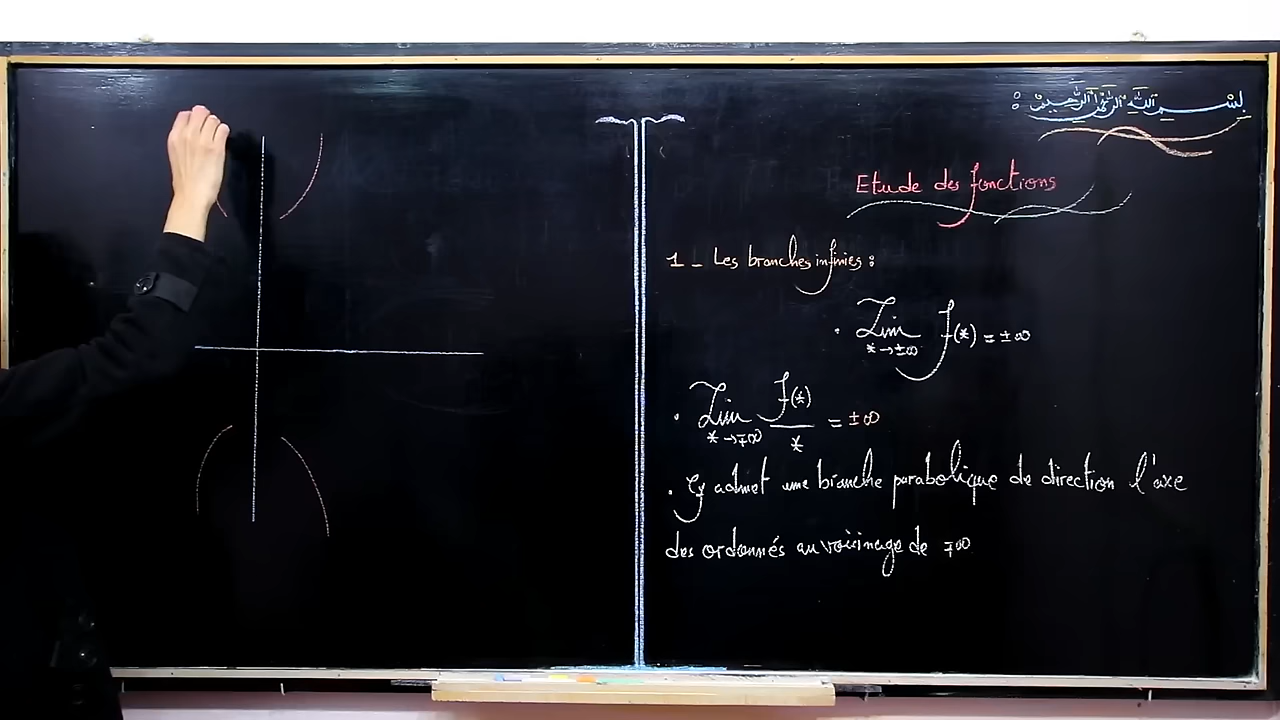 بسم الله الرحمن الرحيم :
Etude des fonctions
1 _ Les branches infinies :
. Lim f(x) = ±∞
x → ±∞
. Lim f(x)/x = ±∞
x → ∓∞
. Cf admet une branche parabolique de direction l'axe
des ordonnés au voisinage de ∓∞